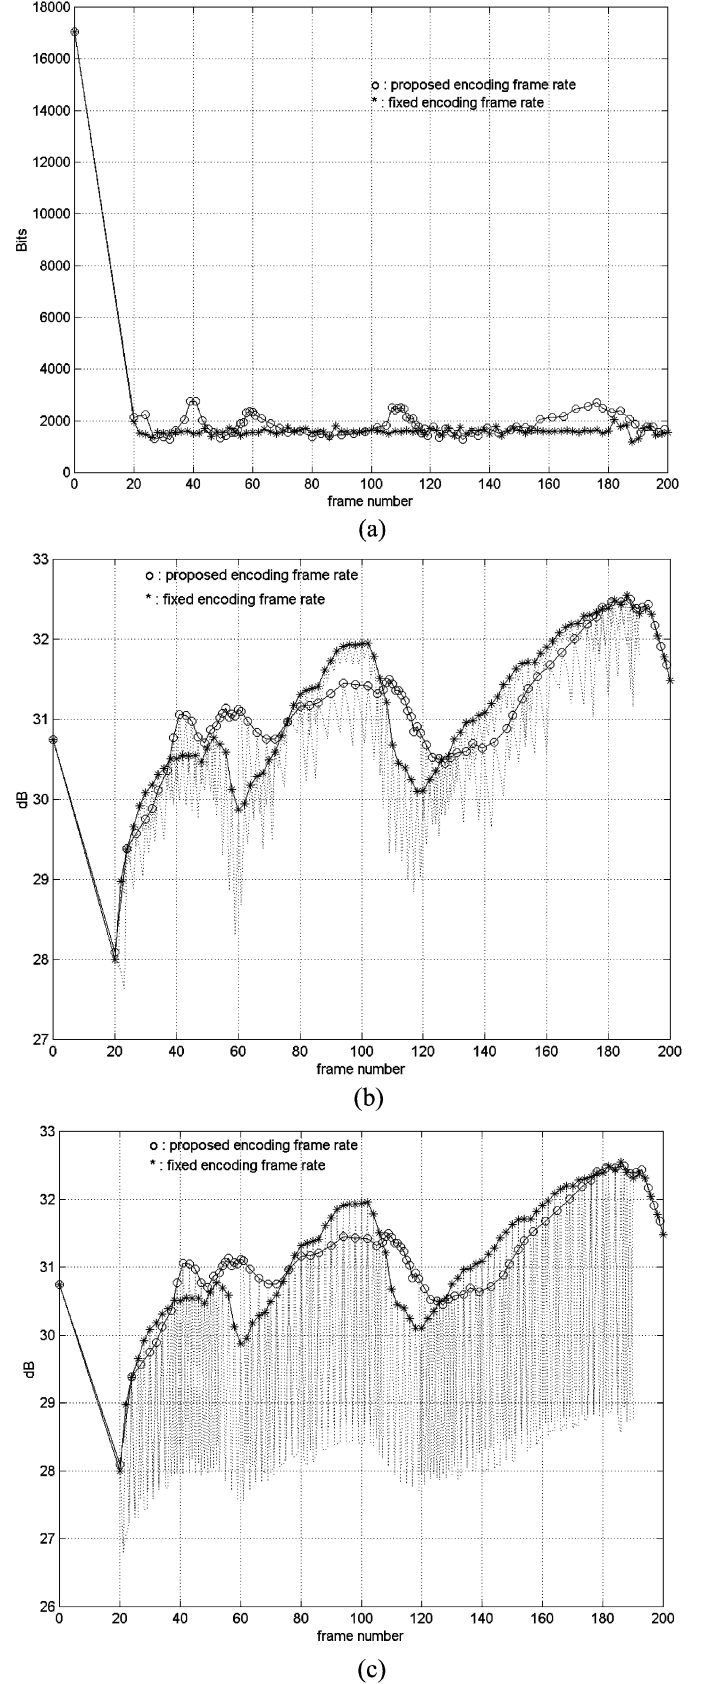 18000
16000
14000
12000
10000
8000
6000
4000
2000
0
Bits
o : proposed encoding frame rate
* : fixed encoding frame rate
0 20 40 60 80 100 120 140 160 180 200
frame number
(a)
33
32
31
30
29
28
27
dB
o : proposed encoding frame rate
* : fixed encoding frame rate
0 20 40 60 80 100 120 140 160 180 200
frame number
(b)
33
32
31
30
29
28
27
26
dB
o : proposed encoding frame rate
* : fixed encoding frame rate
0 20 40 60 80 100 120 140 160 180 200
frame number
(c)